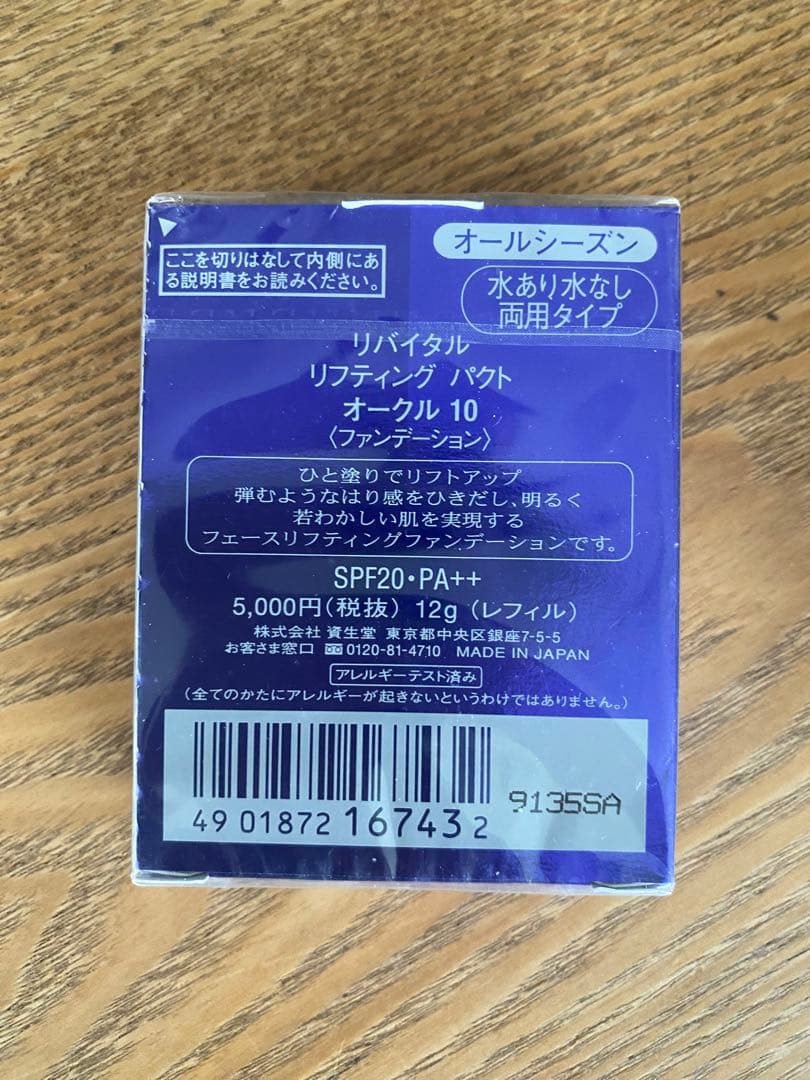 ここを切りはなして内側にあ
る説明書をお読みください。
オールシーズン
水あり水なし
両用タイプ
リバイタル
リフティング パクト
オークル 10
〈ファンデーション〉
ひと塗りでリフトアップ
弾むようなはり感をひきだし、明るく
若わかしい肌を実現する
フェースリフティングファンデーションです。
SPF20・PA++
5,000円(税抜) 12g (レフィル)
株式会社 資生堂 東京都中央区銀座7-5-5
お客さま窓口 0120-81-4710 MADE IN JAPAN
アレルギーテスト済み
(全てのかたにアレルギーが起きないというわけではありません。)
9135SA
4901872 167432